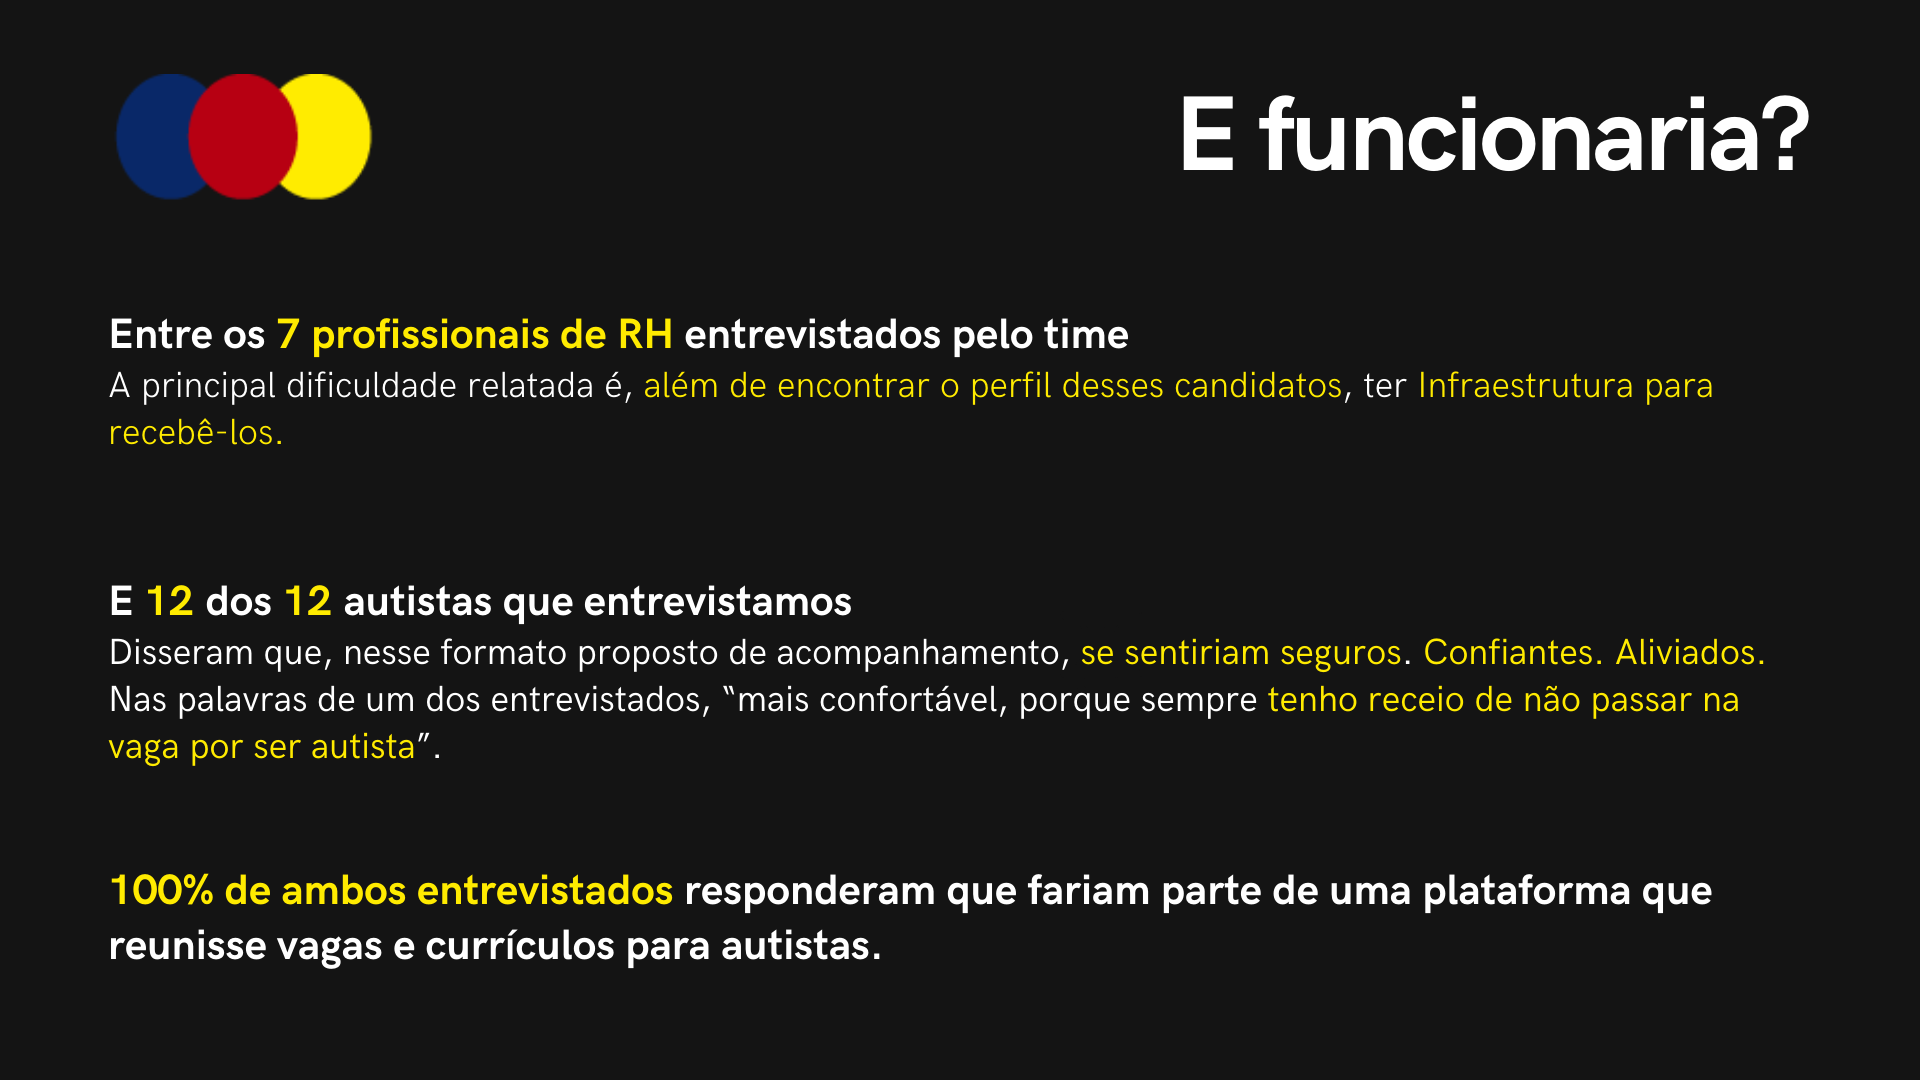 E funcionaria?
Entre os 7 profissionais de RH entrevistados pelo time
A principal dificuldade relatada é, além de encontrar o perfil desses candidatos, ter Infraestrutura para
recebê-los.
E 12 dos 12 autistas que entrevistamos
Disseram que, nesse formato proposto de acompanhamento, se sentiriam seguros. Confiantes. Aliviados.
Nas palavras de um dos entrevistados, “mais confortável, porque sempre tenho receio de não passar na
vaga por ser autista”.
100% de ambos entrevistados responderam que fariam parte de uma plataforma que
reunisse vagas e currículos para autistas.